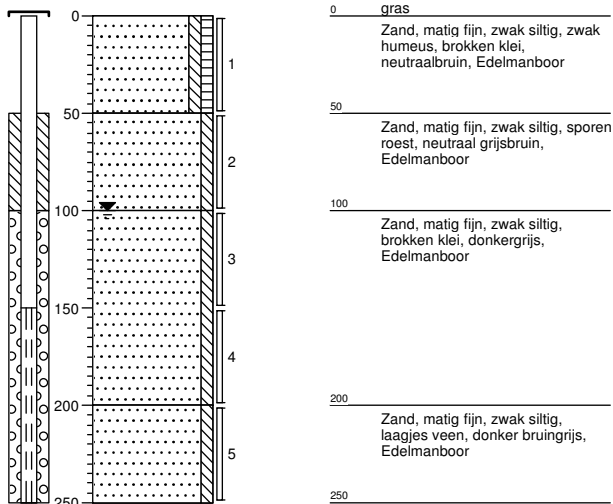 0
50
100
150
200
250
1
2
3
4
5
0 gras
Zand, matig fijn, zwak siltig, zwak
humeus, brokken klei,
neutraalbruin, Edelmanboor
50
Zand, matig fijn, zwak siltig, sporen
roest, neutraal grijsbruin,
Edelmanboor
100
Zand, matig fijn, zwak siltig,
brokken klei, donkergrijs,
Edelmanboor
200
Zand, matig fijn, zwak siltig,
laagjes veen, donker bruingrijs,
Edelmanboor
250